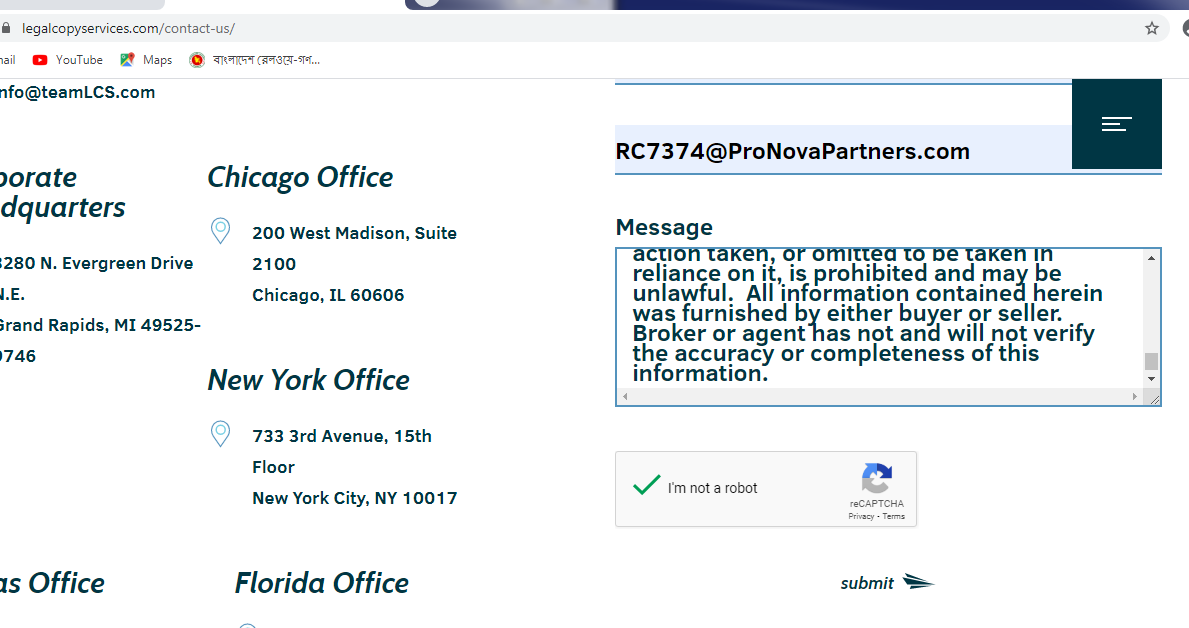 legalcopyservices.com/contact-us/
YouTube
Maps
বাংলাদেশ রেলওয়ে-গণ...
nfo@teamLCS.com
RC7374@ProNovaPartners.com
porate
dquarters
3280 N. Evergreen Drive
N.E.
Grand Rapids, MI 49525-
9746
Chicago Office
200 West Madison, Suite
2100
Chicago, IL 60606
New York Office
733 3rd Avenue, 15th
Floor
New York City, NY 10017
as Office
Florida Office
Message
action taken, or omitted to be taken in
reliance on it, is prohibited and may be
unlawful.  All information contained herein
was furnished by either buyer or seller.
Broker or agent has not and will not verify
the accuracy or completeness of this
information.
I'm not a robot
reCAPTCHA
Privacy - Terms
submit